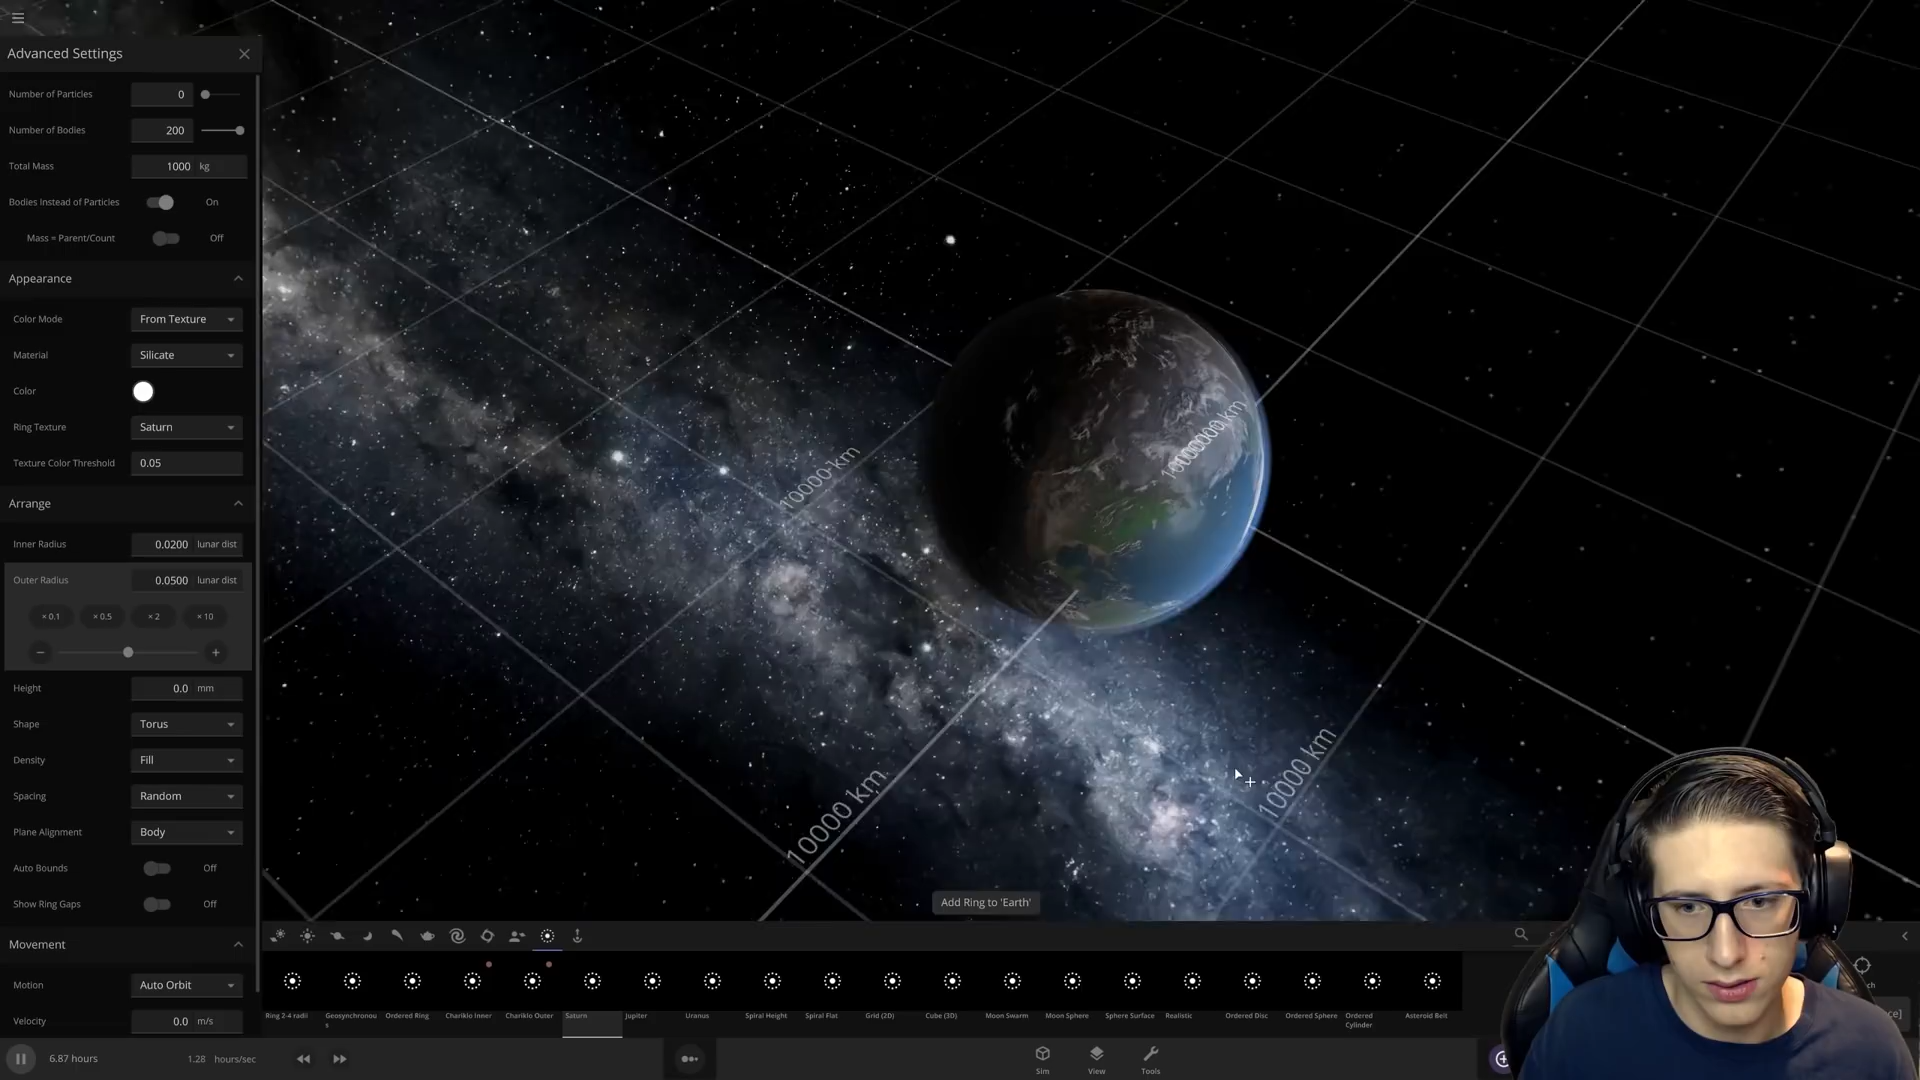 Advanced Settings
Number of Particles 0
Number of Bodies 200
Total Mass 1000 kg
Bodies Instead of Particles On
Mass = Parent/Count Off
Appearance
Color Mode From Texture
Material Silicate
Color
Ring Texture Saturn
Texture Color Threshold 0.05
Arrange
Inner Radius 0.0200 lunar dist
Outer Radius 0.0500 lunar dist
× 0.1 × 0.5 × 2 × 10
Height 0.0 mm
Shape Torus
Density Fill
Spacing Random
Plane Alignment Body
Auto Bounds Off
Show Ring Gaps Off
Movement
Motion Auto Orbit
Velocity 0.0 m/s
10000 km
10000 km
10000 km
Add Ring to 'Earth'
Ring 2-4 radii
Geosynchronou
s
Ordered Ring
Chariklo Inner
Chariklo Outer
Saturn
Jupiter
Uranus
Spiral Height
Spiral Flat
Grid (2D)
Cube (3D)
Moon Swarm
Moon Sphere
Sphere Surface
Realistic
Ordered Disc
Ordered Sphere
Ordered
Cylinder
Asteroid Belt
6.87 hours
1.28 hours/sec
Sim
View
Tools